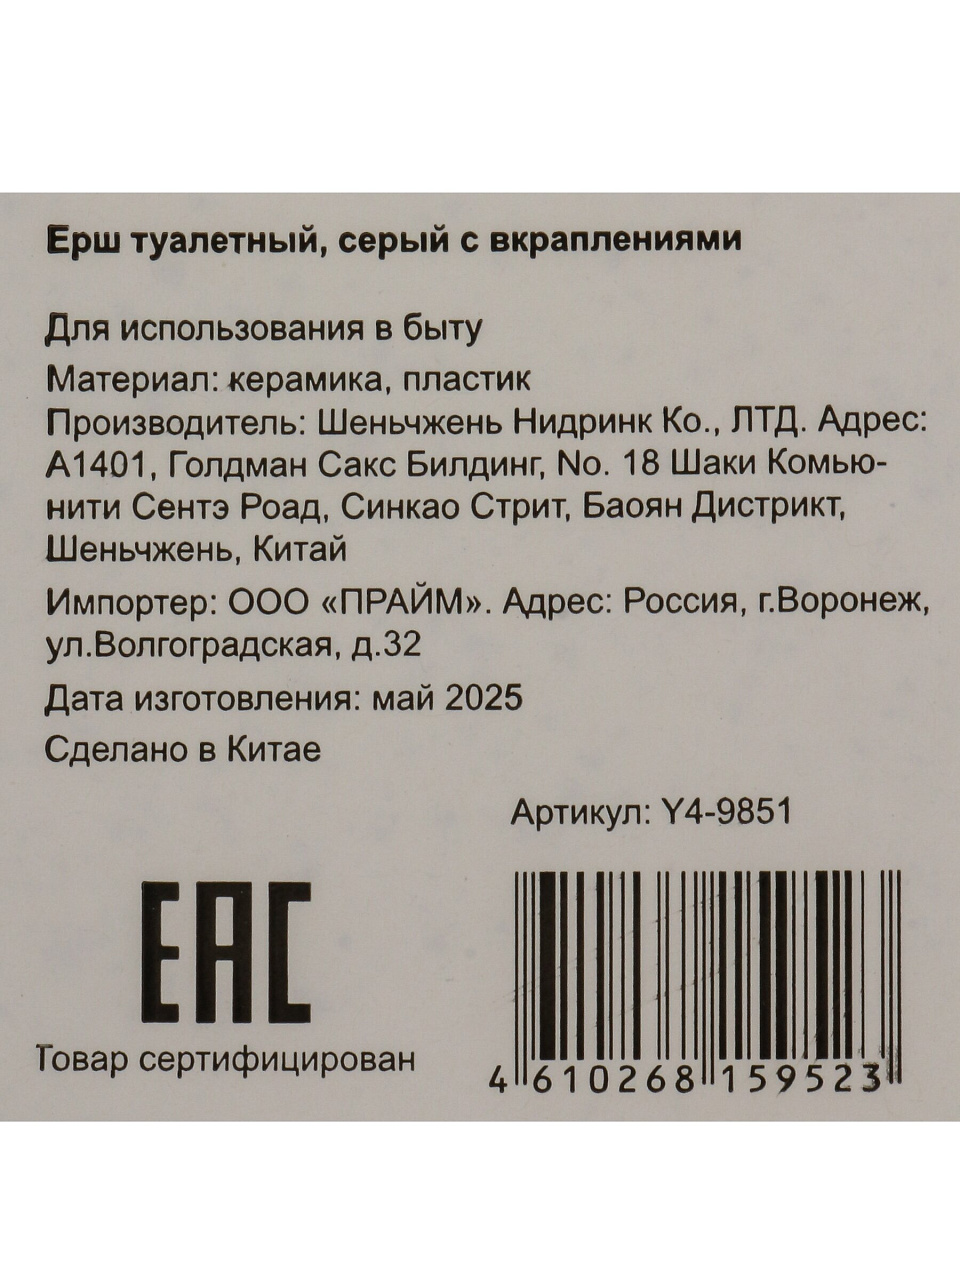 Ерш туалетный, серый с вкраплениями
Для использования в быту
Материал: керамика, пластик
Производитель: Шеньчжень Нидринк Ко., ЛТД. Адрес:
А1401, Голдман Сакс Билдинг, No. 18 Шаки Комью-
нити Сентэ Роад, Синкао Стрит, Баоян Дистрикт,
Шеньчжень, Китай
Импортер: ООО «ПРАЙМ». Адрес: Россия, г.Воронеж,
ул.Волгоградская, д.32
Дата изготовления: май 2025
Сделано в Китае
Артикул: Y4-9851
ЕАС
Товар сертифицирован
4 610268 159523